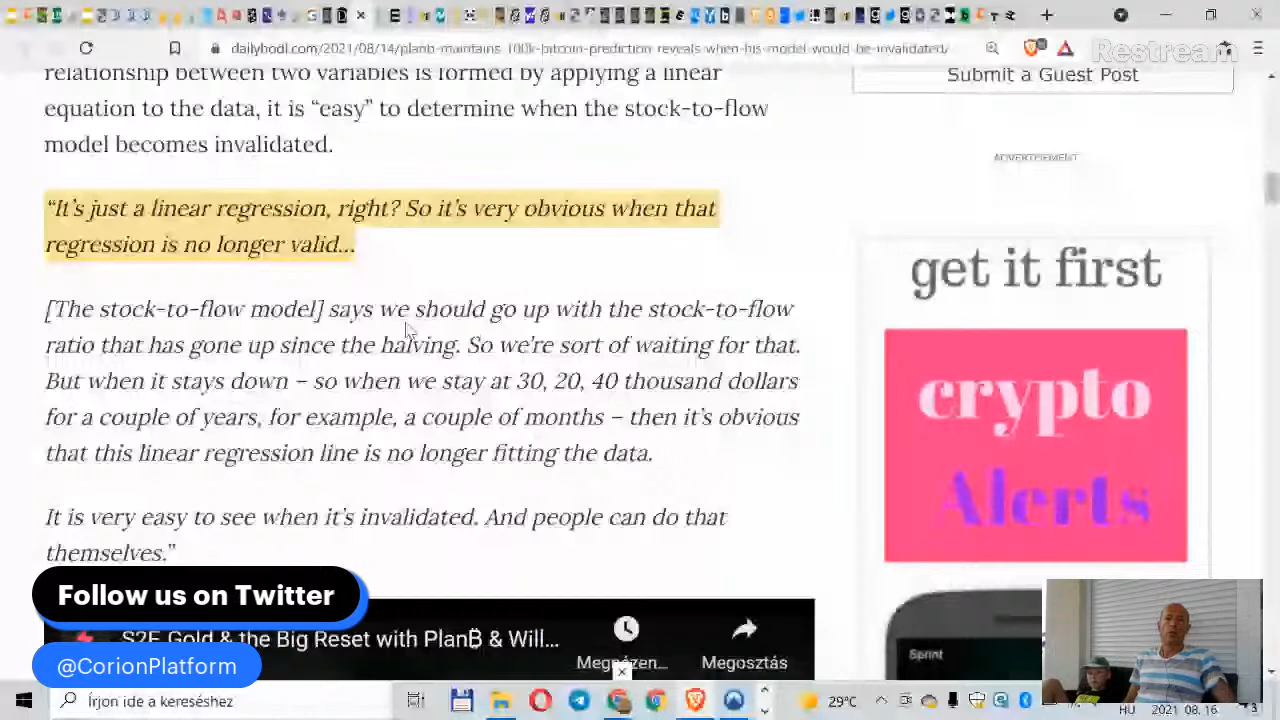 dailyhodl.com/2021/08/14/planb-maintains-100k-bitcoin-prediction-reveals-when-his-model-would-be-invalidated/
Restream
relationship between two variables is formed by applying a linear
equation to the data, it is “easy” to determine when the stock-to-flow
model becomes invalidated.
“It’s just a linear regression, right? So it’s very obvious when that
regression is no longer valid…
[The stock-to-flow model] says we should go up with the stock-to-flow
ratio that has gone up since the halving. So we’re sort of waiting for that.
But when it stays down – so when we stay at 30, 20, 40 thousand dollars
for a couple of years, for example, a couple of months – then it’s obvious
that this linear regression line is no longer fitting the data.
It is very easy to see when it’s invalidated. And people can do that
themselves.”
Submit a Guest Post
ADVERTISEMENT
get it first
crypto
Alerts
Sprint
S2F Gold & the Big Reset with Plan₿ & Will...
Megnézen...
Megosztás
Follow us on Twitter
@CorionPlatform
Írjon ide a kereséshez
29°C
HU
2021. 08. 16.